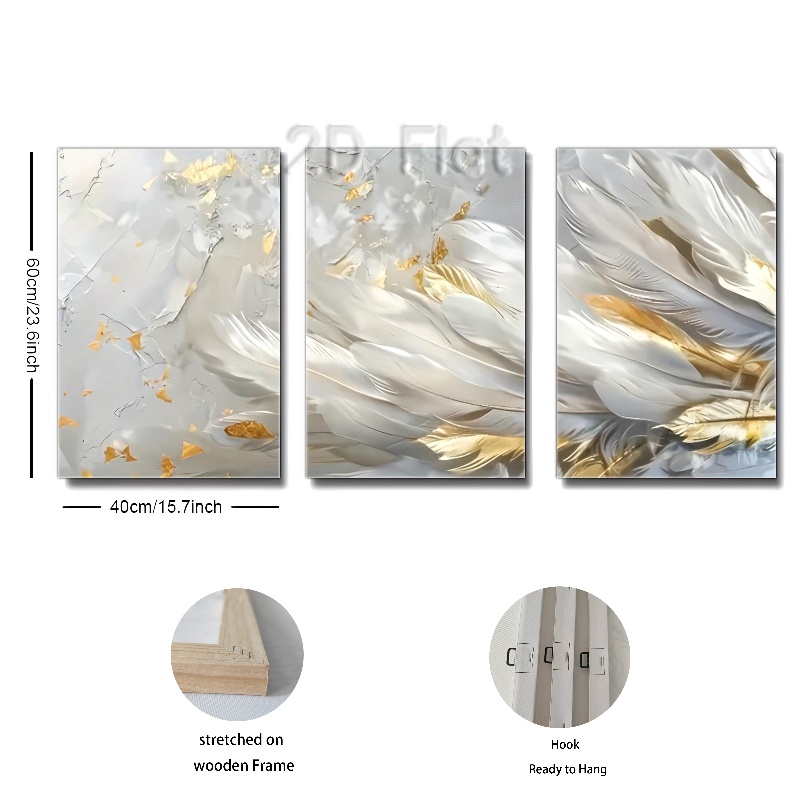 2D Flat
60cm/23.6inch
40cm/15.7inch
stretched on
wooden Frame
Hook
Ready to Hang